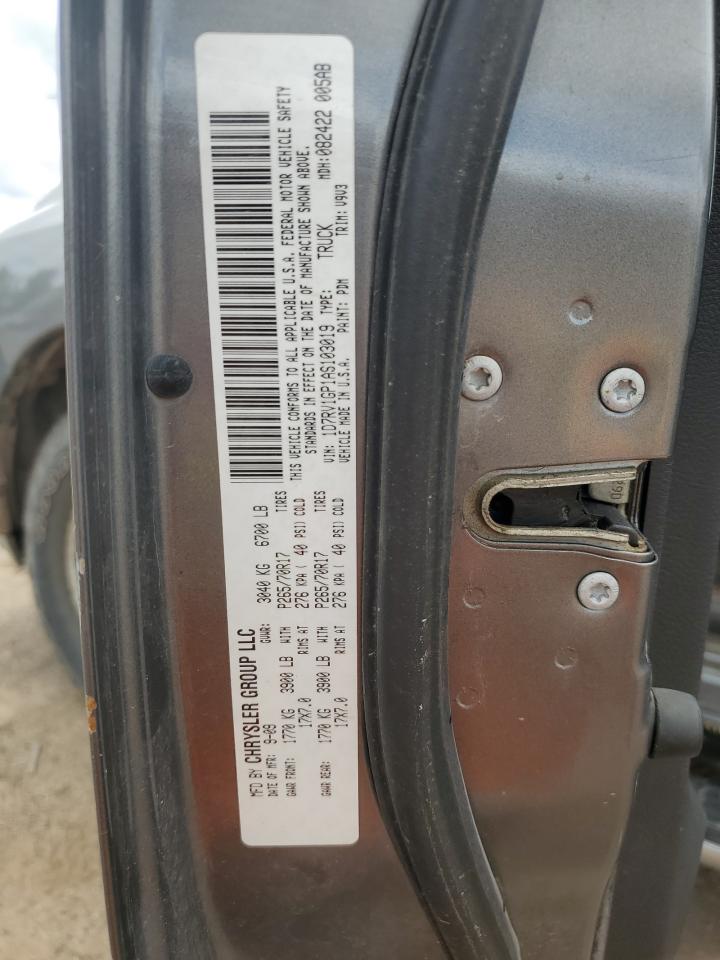 MFD BY CHRYSLER GROUP LLC
DATE OF MFR: 9-09 GVWR: 3040 KG 6700 LB
GAWR FRONT: 1770 KG 3900 LB WITH P265/70R17 TIRES
17X7.0 RIMS AT 276 KPA ( 40 PSI) COLD
GAWR REAR: 1770 KG 3900 LB WITH P265/70R17 TIRES
17X7.0 RIMS AT 276 KPA ( 40 PSI) COLD
THIS VEHICLE CONFORMS TO ALL APPLICABLE U.S.A. FEDERAL MOTOR VEHICLE SAFETY
STANDARDS IN EFFECT ON THE DATE OF MANUFACTURE SHOWN ABOVE.
VIN: 1D7RV1GP1AS103019 TYPE: TRUCK MDH:082422 005AB
VEHICLE MADE IN U.S.A. PAINT: PDM TRIM: V9V3